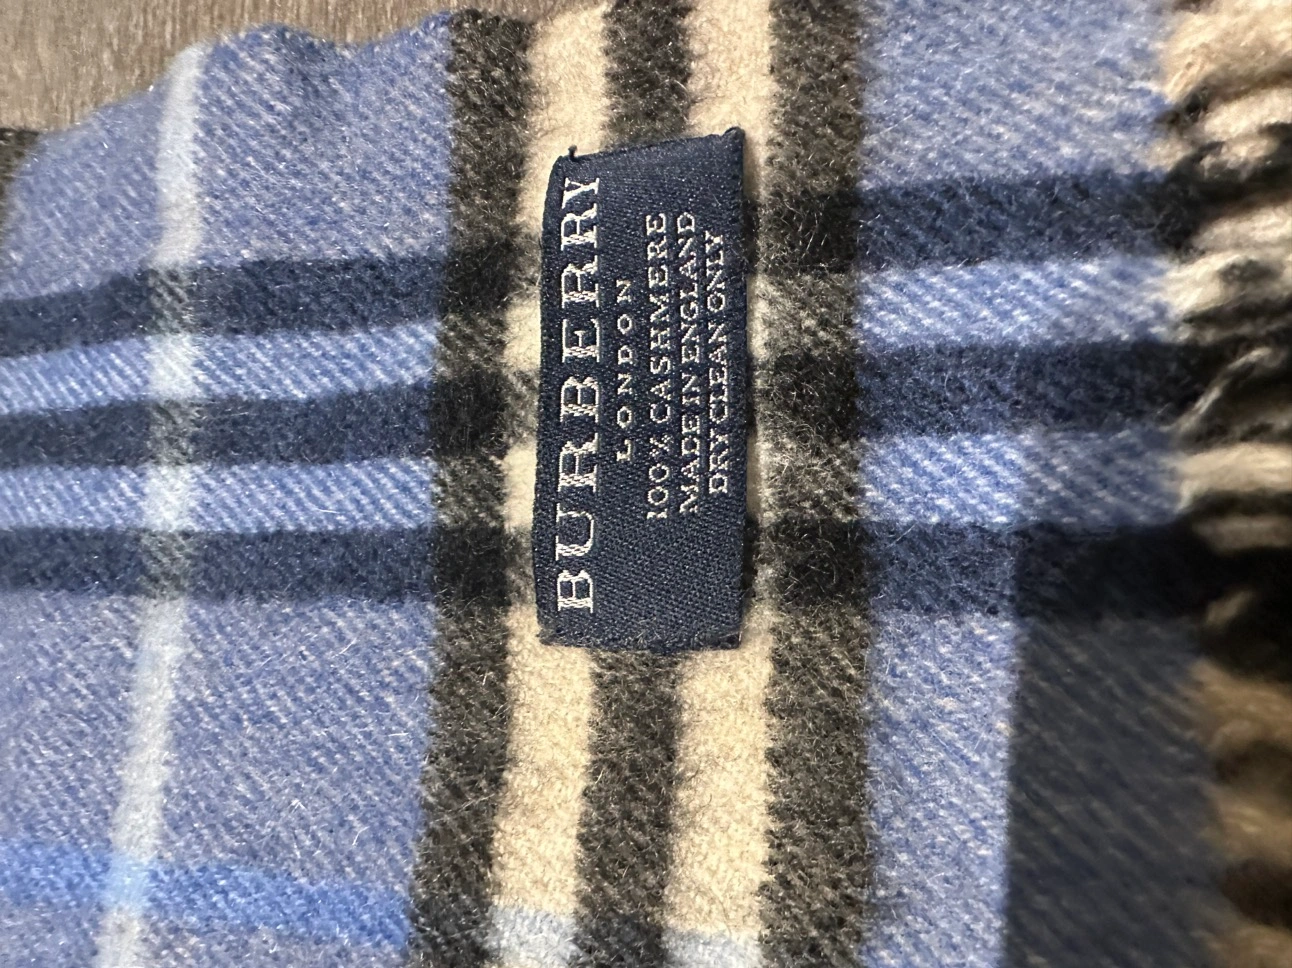 BURBERRY
LONDON
100% CASHMERE
MADE IN ENGLAND
DRY CLEAN ONLY